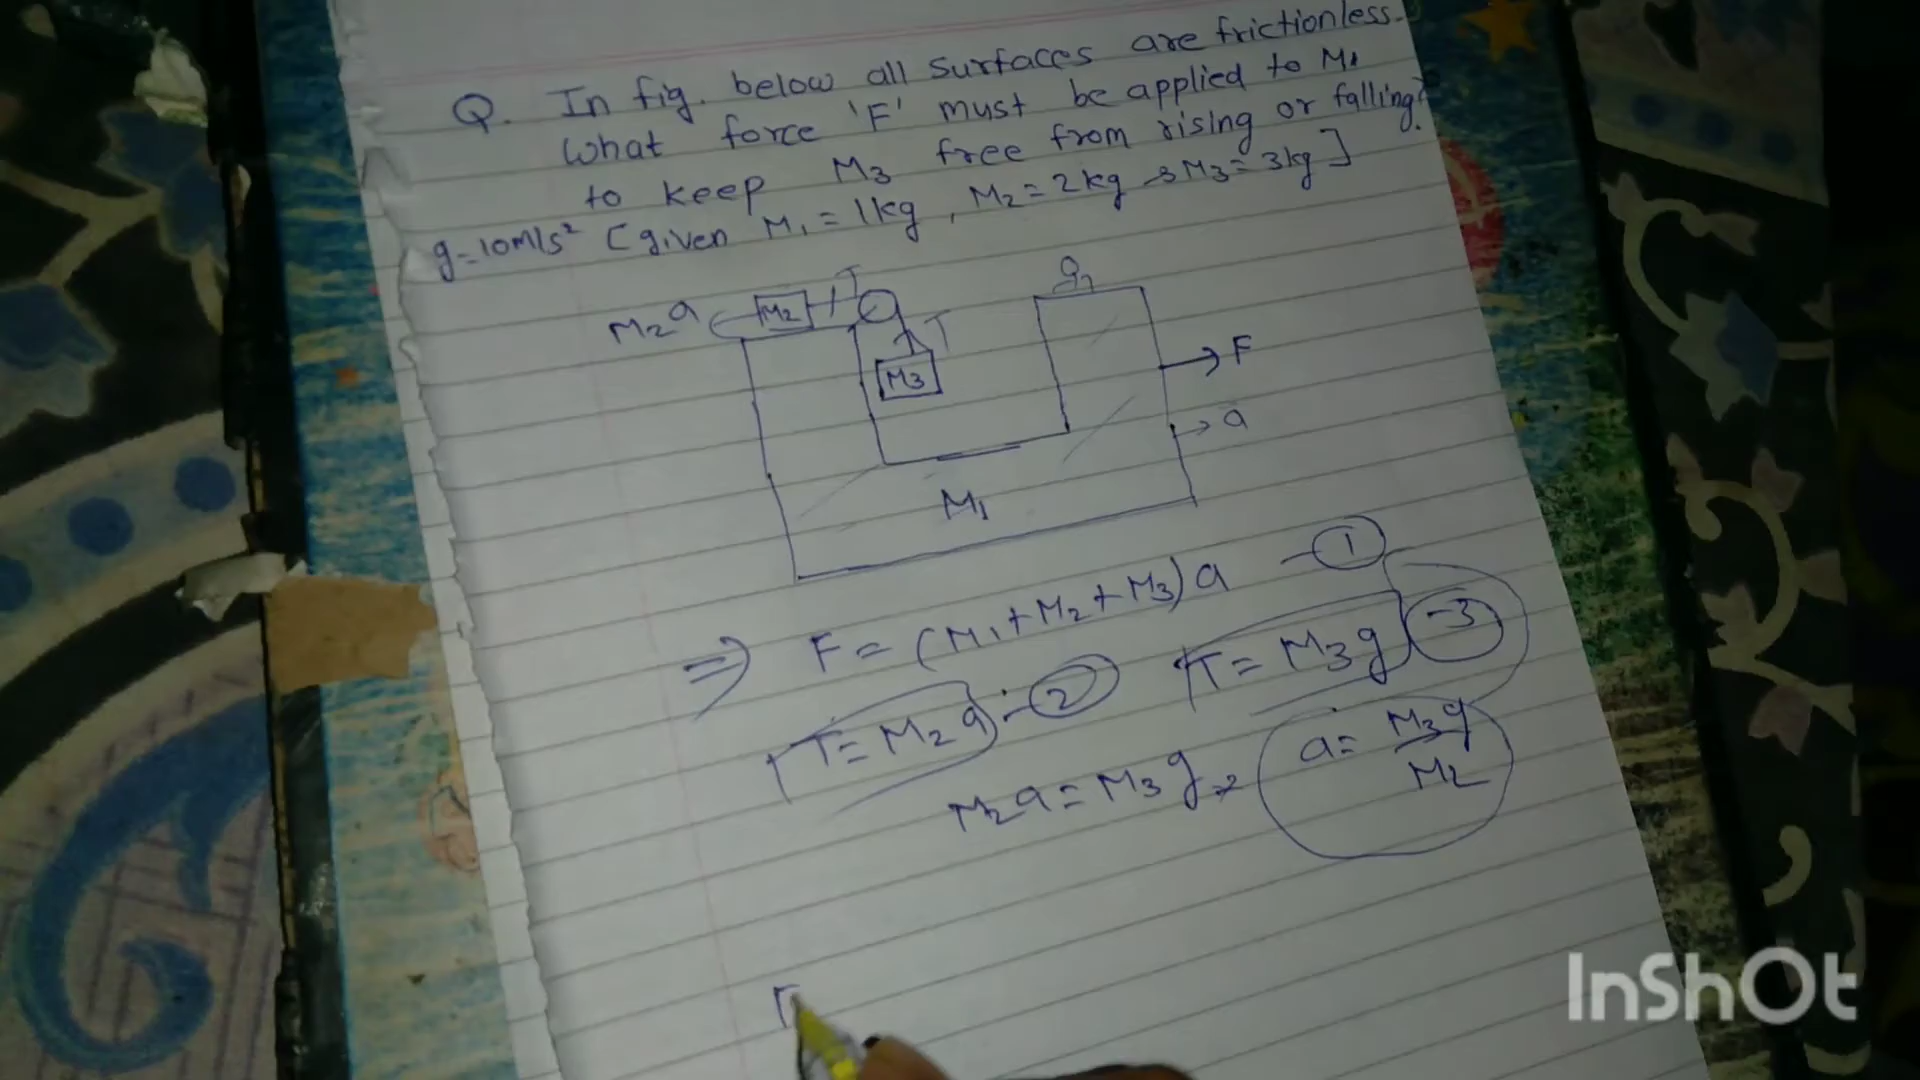 Q. In fig. below all surfaces are frictionless.
What force 'F' must be applied to M1
to keep M3 free from rising or falling?
g=10M/s² [given M1 = 1kg, M2 = 2kg, M3 = 3kg]
M2a M2 T
T
M3
F
a
M1
⇒ F = (M1+M2+M3)a - 1
T = M2a - 2 T = M3g - 3
M2a = M3g ⇒ a = M3g/M2
F
InShOt